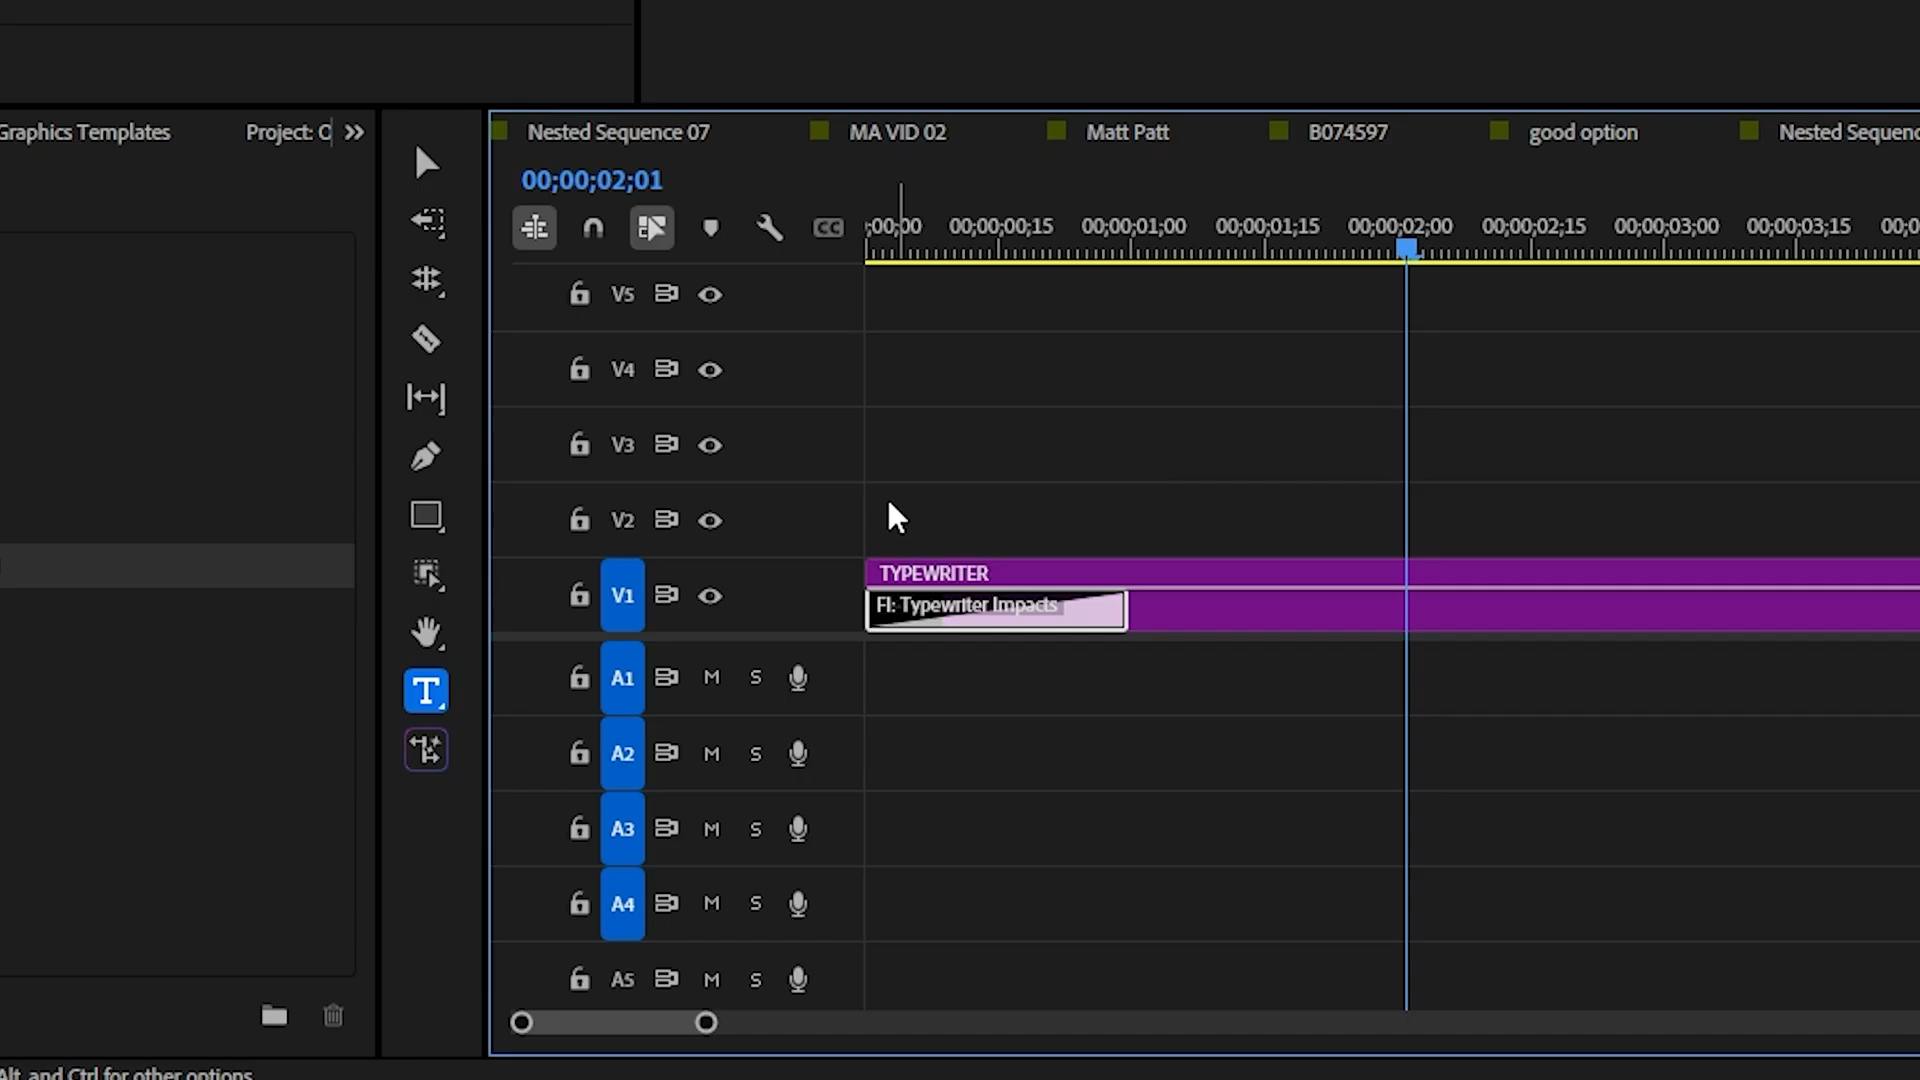 Graphics Templates
Project: C
Nested Sequence 07
MA VID 02
Matt Patt
B074597
good option
Nested Sequenc
00;00;02;01
CC
;00;00
00;00;00;15
00;00;01;00
00;00;01;15
00;00;02;00
00;00;02;15
00;00;03;00
00;00;03;15
00;0
V5
V4
V3
V2
V1
TYPEWRITER
FI: Typewriter Impacts
A1 M S
A2 M S
A3 M S
A4 M S
A5 M S
T
Alt, and Ctrl for other options.